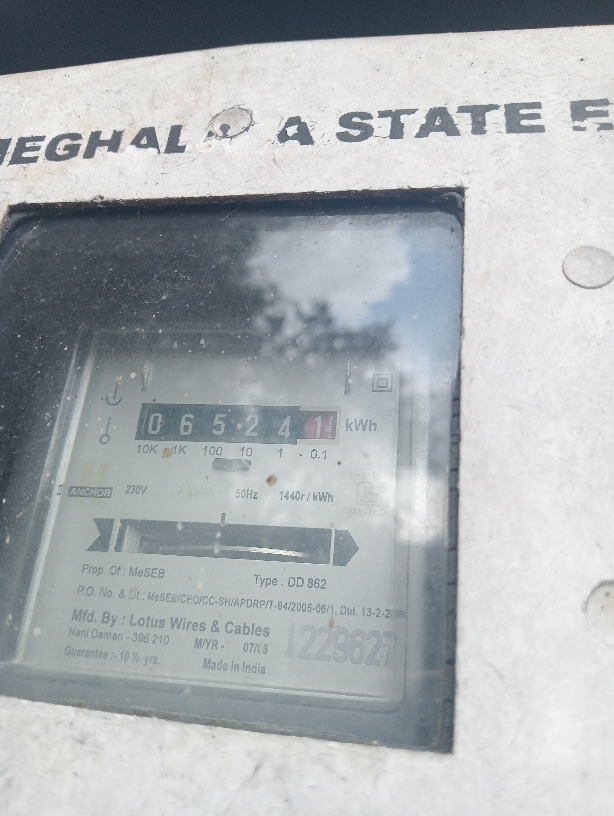 MEGHAL A STATE E
0 6 5 2 4 1 kWh
10K 1K 100 10 1 - 0.1
ANCHOR 230V 50Hz 1440r / kWh
Prop. Of : MeSEB
Type : DD 862
P.O. No. & Dt.: MeSEB/CEO/CC-SH/APDRP/T-94/2005-06/1, Dtd. 13-2-2
Mfd. By : Lotus Wires & Cables
Nani Daman - 396 210 M/YR - 07/06
Guarantee :- 10 ½ yrs. Made in India
1229827